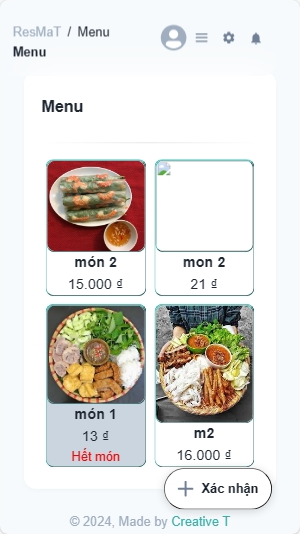 ResMaT / Menu
Menu
Menu
món 2
15.000 ₫
mon 2
21 ₫
món 1
13 ₫
Hết món
m2
16.000 ₫
Xác nhận
© 2024, Made by Creative T